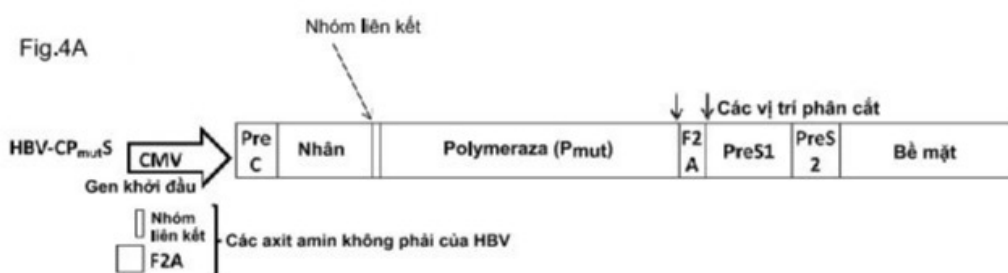 Nhóm liên kết
Fig.4A
Các vị trí phân cắt
HBV-CPmutS
CMV
Gen khởi đầu
Pre
C
Nhân
Polymeraza (Pmut)
F2
A
PreS1
PreS
2
Bề mặt
Nhóm
liên kết
F2A
Các axit amin không phải của HBV